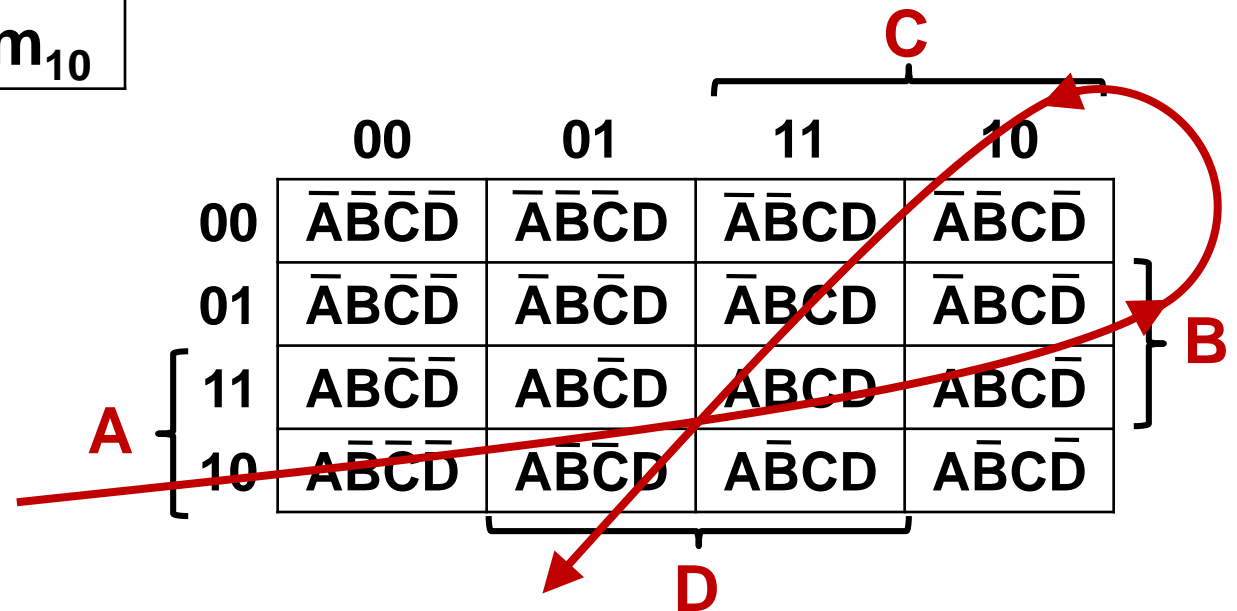 m₁₀
C
00 01 11 10
00 A̅B̅C̅D̅ A̅B̅C̅D A̅B̅CD A̅B̅CD̅
01 A̅BC̅D̅ A̅BC̅D A̅BCD A̅BCD̅
B
11 ABC̅D̅ ABC̅D ABCD ABCD̅
A
10 AB̅C̅D̅ AB̅C̅D AB̅CD AB̅CD̅
D